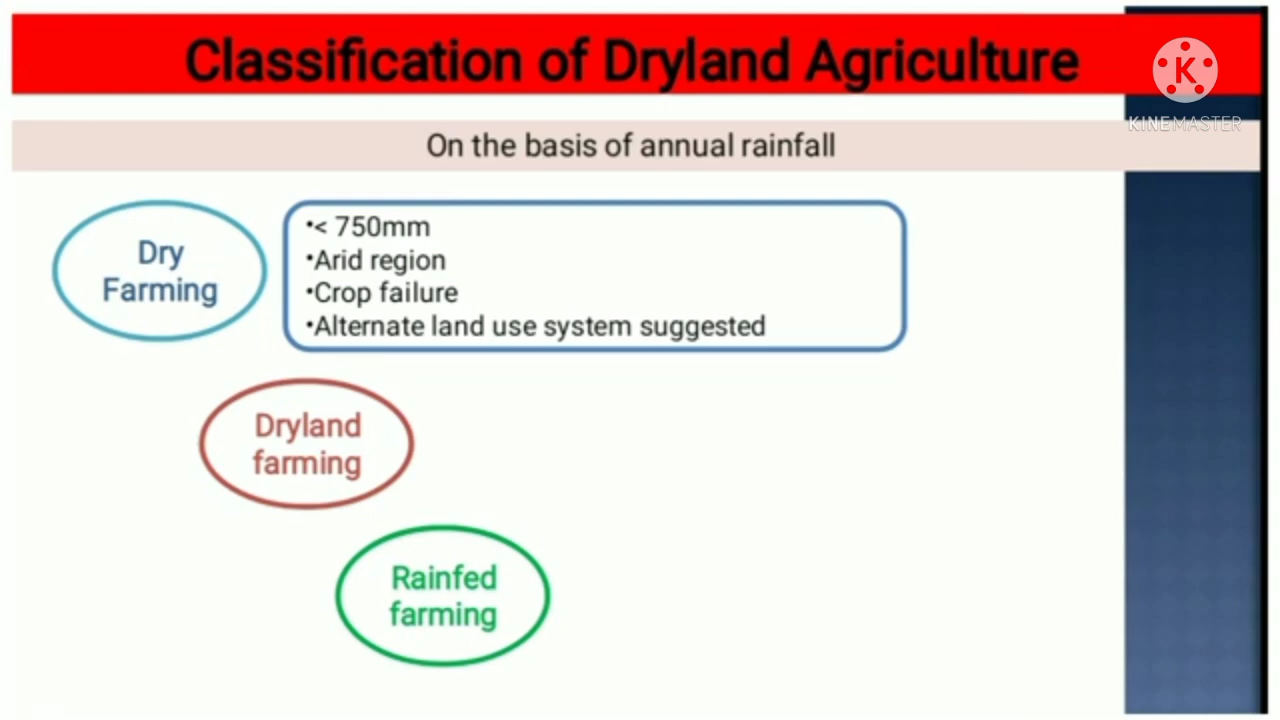 Classification of Dryland Agriculture
K
KINEMASTER
On the basis of annual rainfall
Dry
Farming
•< 750mm
•Arid region
•Crop failure
•Alternate land use system suggested
Dryland
farming
Rainfed
farming